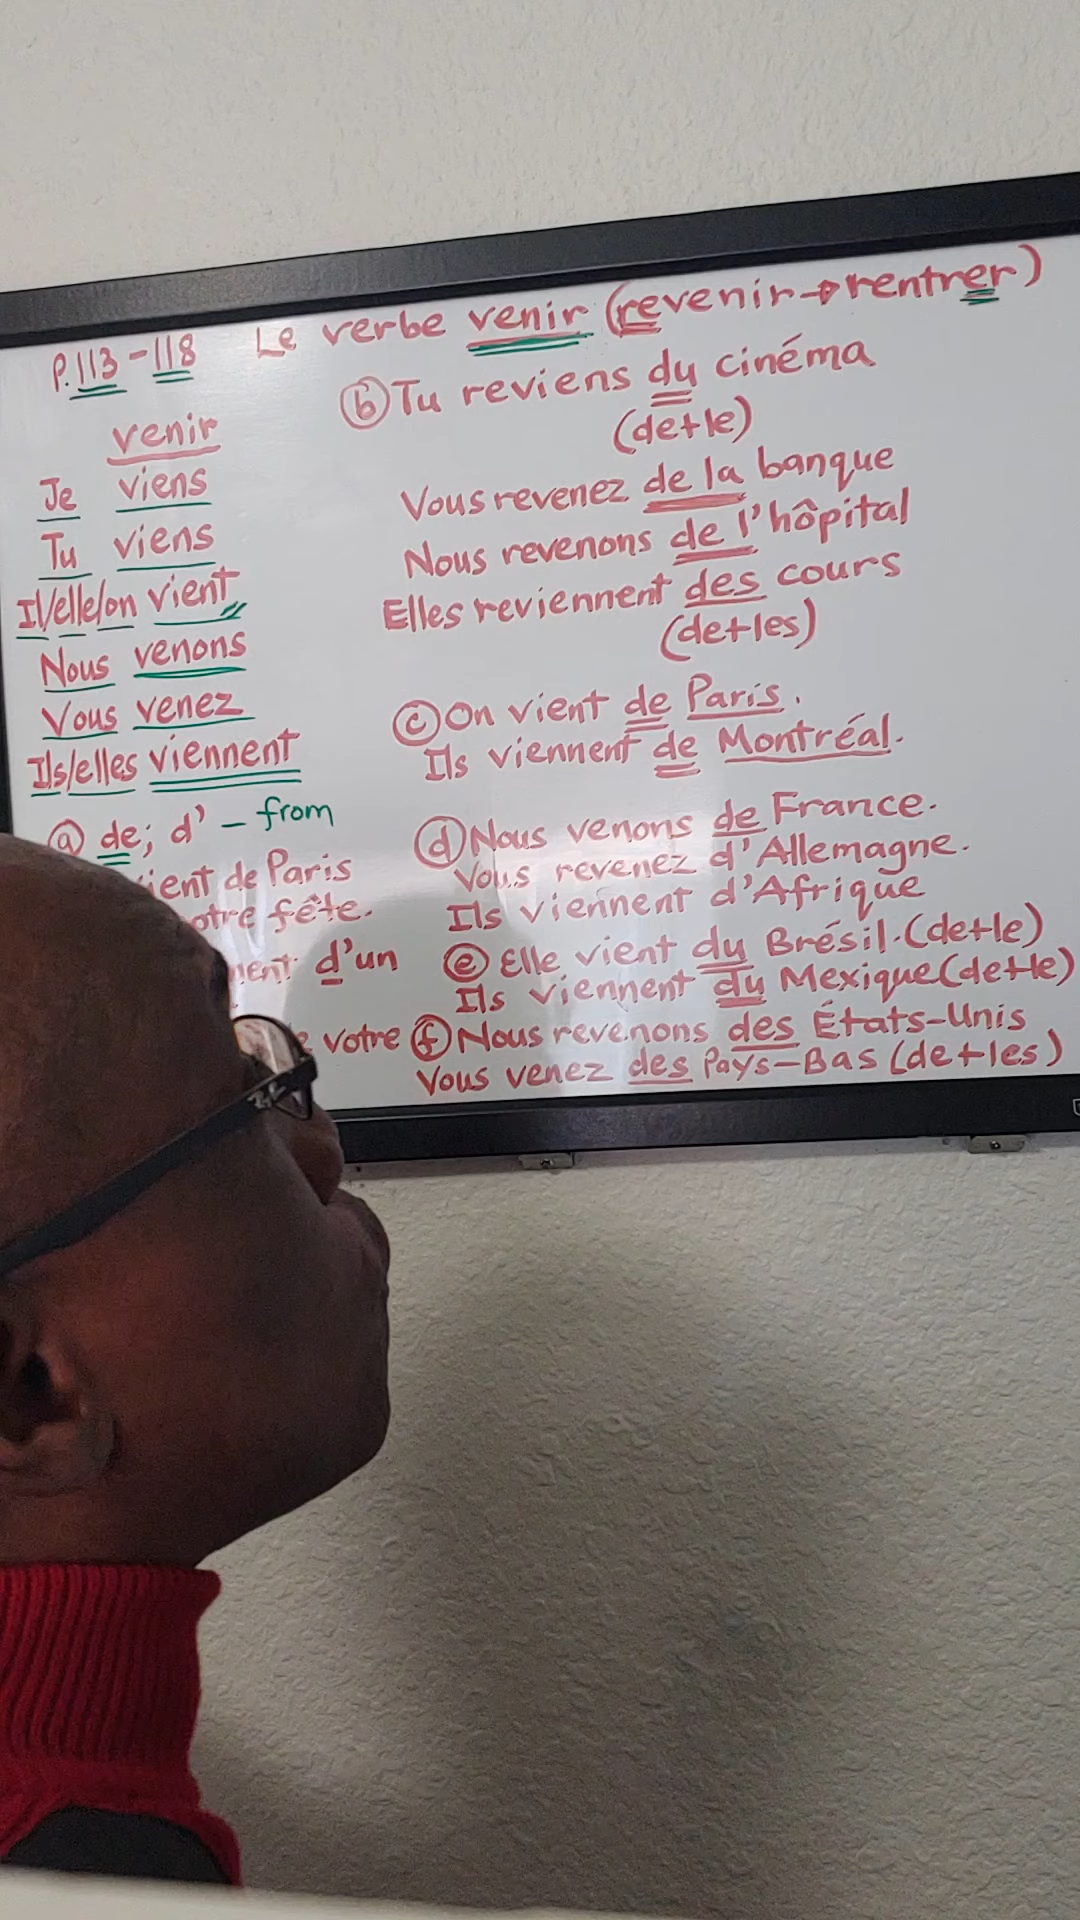 P.113-118 Le verbe venir (revenir→rentrer)
venir
Je viens
Tu viens
Il/elle/on vient
Nous venons
Vous venez
Ils/elles viennent
ⓐ de; d' - from
de Paris
fête.
d'un
votre
ⓑ Tu reviens du cinéma
(de+le)
Vous revenez de la banque
Nous revenons de l'hôpital
Elles reviennent des cours
(de+les)
ⓒ On vient de Paris.
Ils viennent de Montréal.
ⓓ Nous venons de France.
Vous revenez d'Allemagne.
Ils viennent d'Afrique
ⓔ Elle vient du Brésil.(de+le)
Ils viennent du Mexique(de+le)
ⓕ Nous revenons des États-Unis
Vous venez des Pays-Bas (de+les)